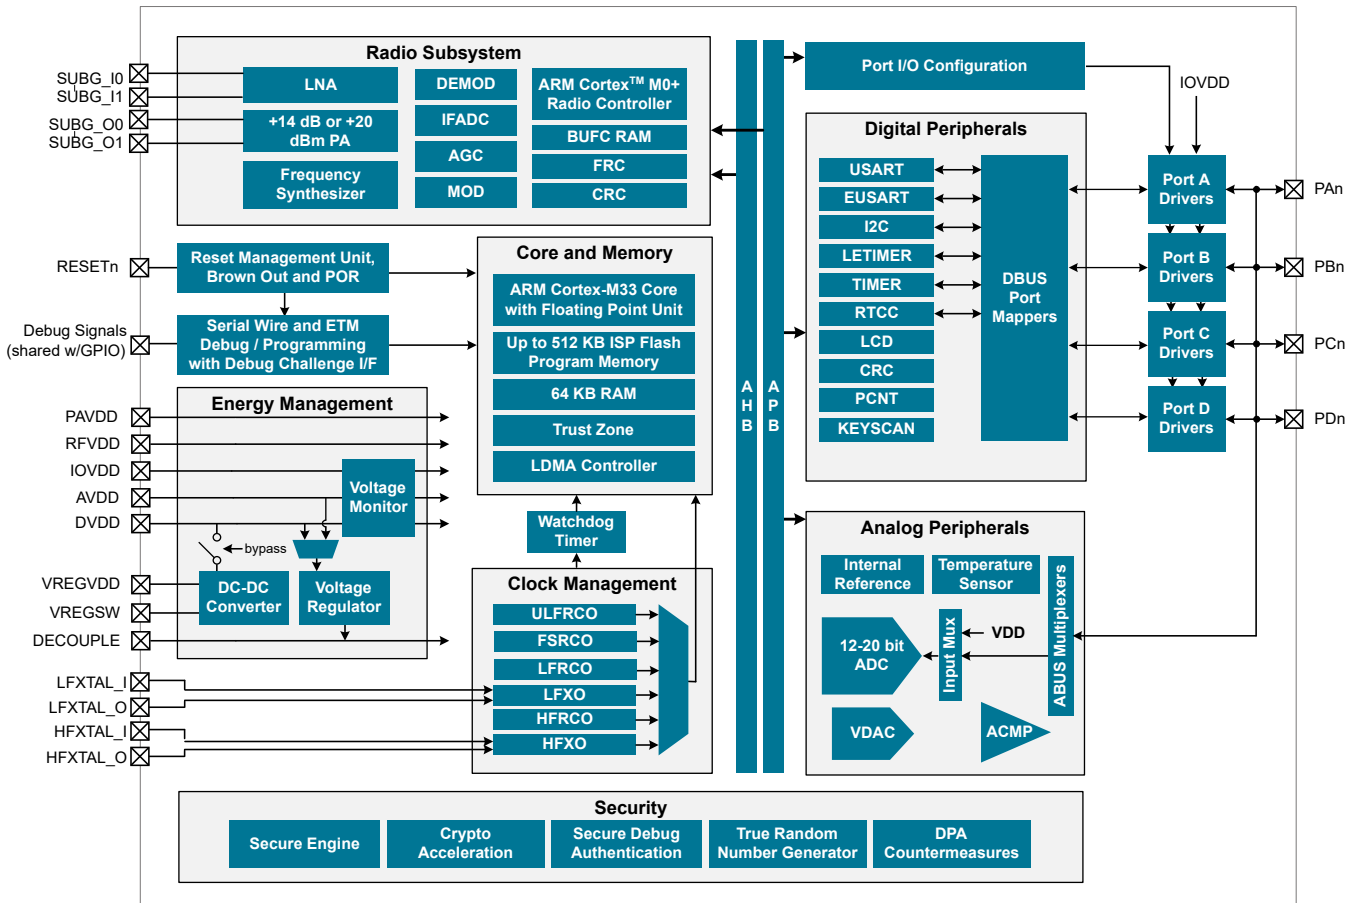 Radio Subsystem
SUBG_I0
SUBG_I1
SUBG_O0
SUBG_O1
LNA
+14 dB or +20
dBm PA
Frequency
Synthesizer
DEMOD
IFADC
AGC
MOD
ARM Cortex™ M0+
Radio Controller
BUFC RAM
FRC
CRC
RESETn
Reset Management Unit,
Brown Out and POR
Debug Signals
(shared w/GPIO)
Serial Wire and ETM
Debug / Programming
with Debug Challenge I/F
Core and Memory
ARM Cortex-M33 Core
with Floating Point Unit
Up to 512 KB ISP Flash
Program Memory
64 KB RAM
Trust Zone
LDMA Controller
Energy Management
PAVDD
RFVDD
IOVDD
AVDD
DVDD
Voltage
Monitor
bypass
VREGVDD
VREGSW
DECOUPLE
DC-DC
Converter
Voltage
Regulator
Watchdog
Timer
Clock Management
ULFRCO
FSRCO
LFRCO
LFXO
HFRCO
HFXO
LFXTAL_I
LFXTAL_O
HFXTAL_I
HFXTAL_O
AHB
APB
Port I/O Configuration
IOVDD
Digital Peripherals
USART
EUSART
I2C
LETIMER
TIMER
RTCC
LCD
CRC
PCNT
KEYSCAN
DBUS
Port
Mappers
Port A
Drivers
Port B
Drivers
Port C
Drivers
Port D
Drivers
PAn
PBn
PCn
PDn
Analog Peripherals
Internal
Reference
Temperature
Sensor
12-20 bit
ADC
Input Mux
VDD
ABUS Multiplexers
VDAC
ACMP
Security
Secure Engine
Crypto
Acceleration
Secure Debug
Authentication
True Random
Number Generator
DPA
Countermeasures